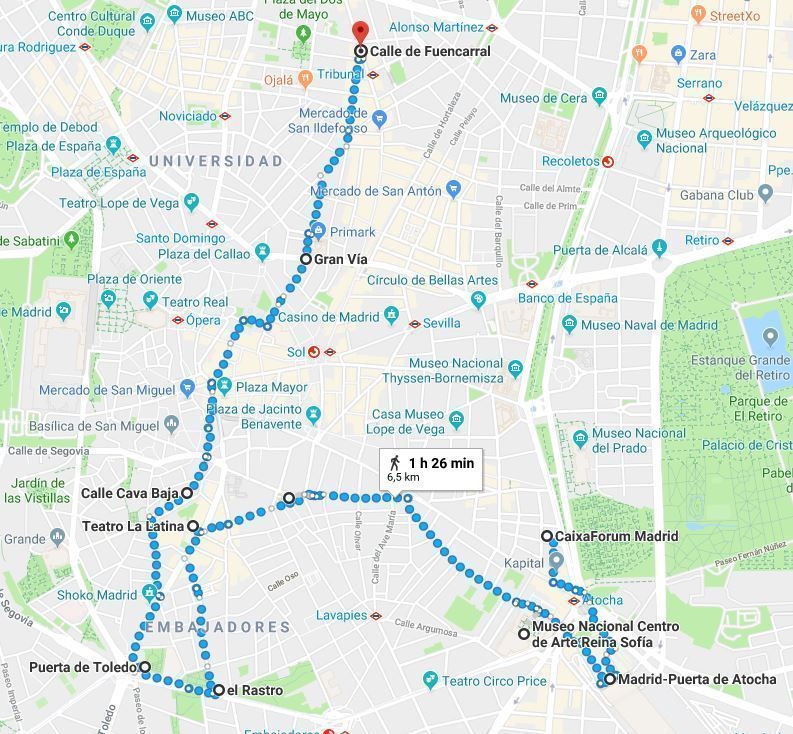 Centro Cultural
Conde Duque
Museo ABC
Plaza del Dos
de Mayo
Alonso Martínez
StreetXo
ura Rodríguez
Calle de Fuencarral
Zara
Ojalá
Tribunal
Serrano
Museo de Cera
Velázquez
Noviciado
Mercado de
San Ildefonso
Calle de Hortaleza
Calle Pelayo
Templo de Debod
Plaza de España
Plaza de España
UNIVERSIDAD
Museo Arqueológico
Nacional
Recoletos
Ppe.
Teatro Lope de Vega
Mercado de San Antón
Calle del Almte.
Calle de Prim
Gabana Club
Calle del Barquillo
Santo Domingo
Plaza del Callao
Primark
de Sabatini
Gran Vía
Puerta de Alcalá
Retiro
Plaza de Oriente
Círculo de Bellas Artes
Banco de España
de Madrid
Teatro Real
Ópera
Casino de Madrid
Sevilla
Museo Naval de Madrid
Sol
Museo Nacional
Thyssen-Bornemisza
Estanque Grande
del Retiro
Mercado de San Miguel
Plaza Mayor
Plaza de Jacinto
Benavente
Casa Museo
Lope de Vega
Parque de
El Retiro
Basílica de San Miguel
Museo Nacional
del Prado
Palacio de Crist
Calle de Segovia
1 h 26 min
6,5 km
Pabel
de
Jardín de
las Vistillas
Calle Cava Baja
Teatro La Latina
Calle Olivar
Calle del Ave María
CaixaForum Madrid
Grande
Kapital
Paseo Fernán Núñez
Calle Oso
Shoko Madrid
Atocha
Lavapies
Calle Argumosa
e Segovia
EMBAJADORES
Museo Nacional Centro
de Arte Reina Sofía
Puerta de Toledo
el Rastro
Teatro Circo Price
Madrid-Puerta de Atocha
Paseo Imperial
Paseo de los
Toledo
Embajadores